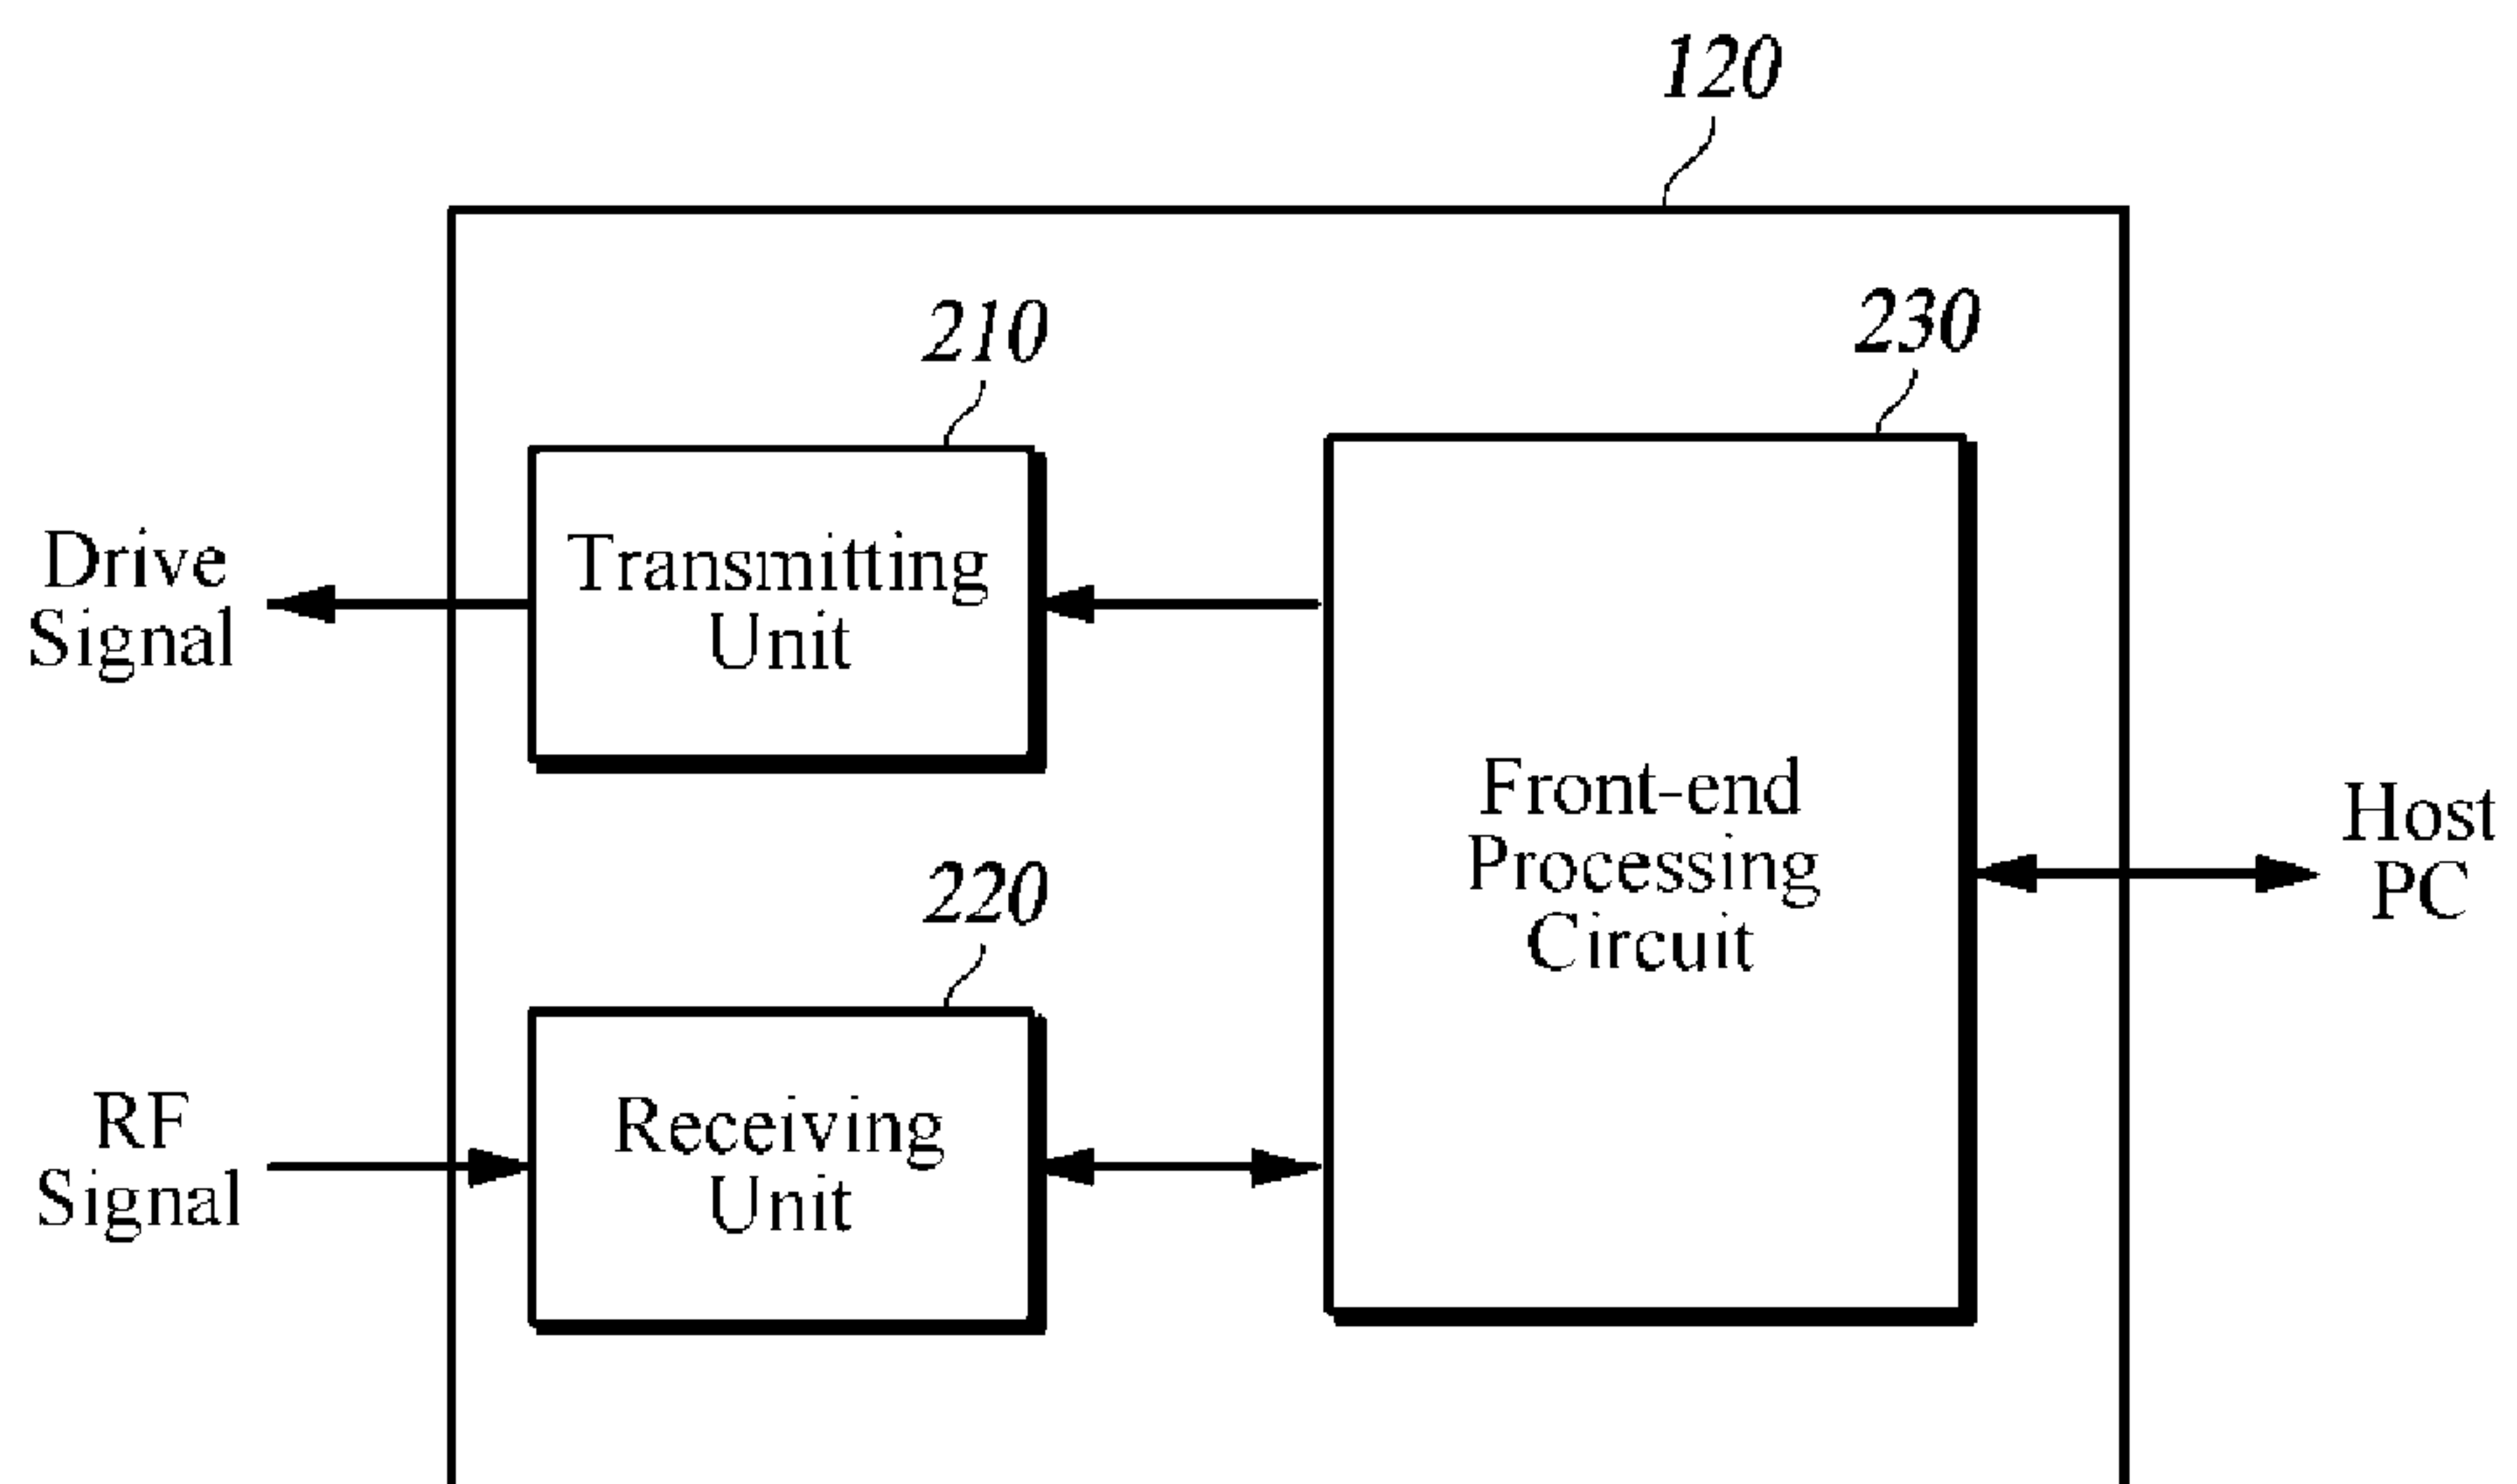 120
210
230
Drive
Signal
Transmitting
Unit
Front-end
Processing
Circuit
Host
PC
220
RF
Signal
Receiving
Unit